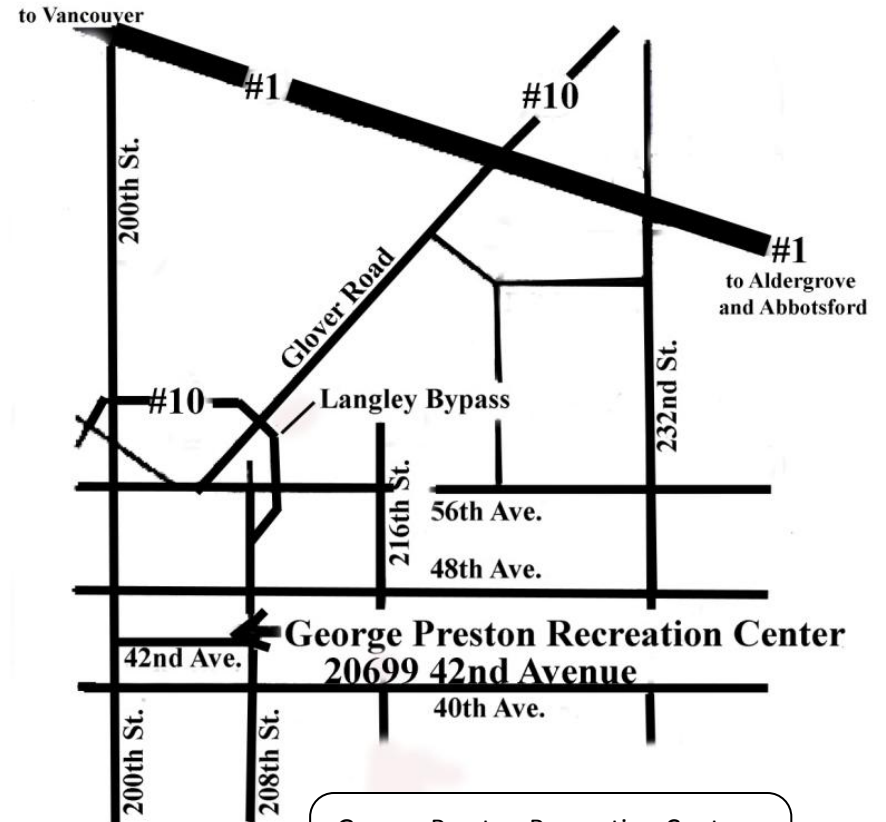 to Vancouver
#1
#10
200th St.
#1
to Aldergrove
and Abbotsford
Glover Road
232nd St.
#10
Langley Bypass
216th St.
56th Ave.
48th Ave.
George Preston Recreation Center
42nd Ave.
20699 42nd Avenue
40th Ave.
200th St.
208th St.